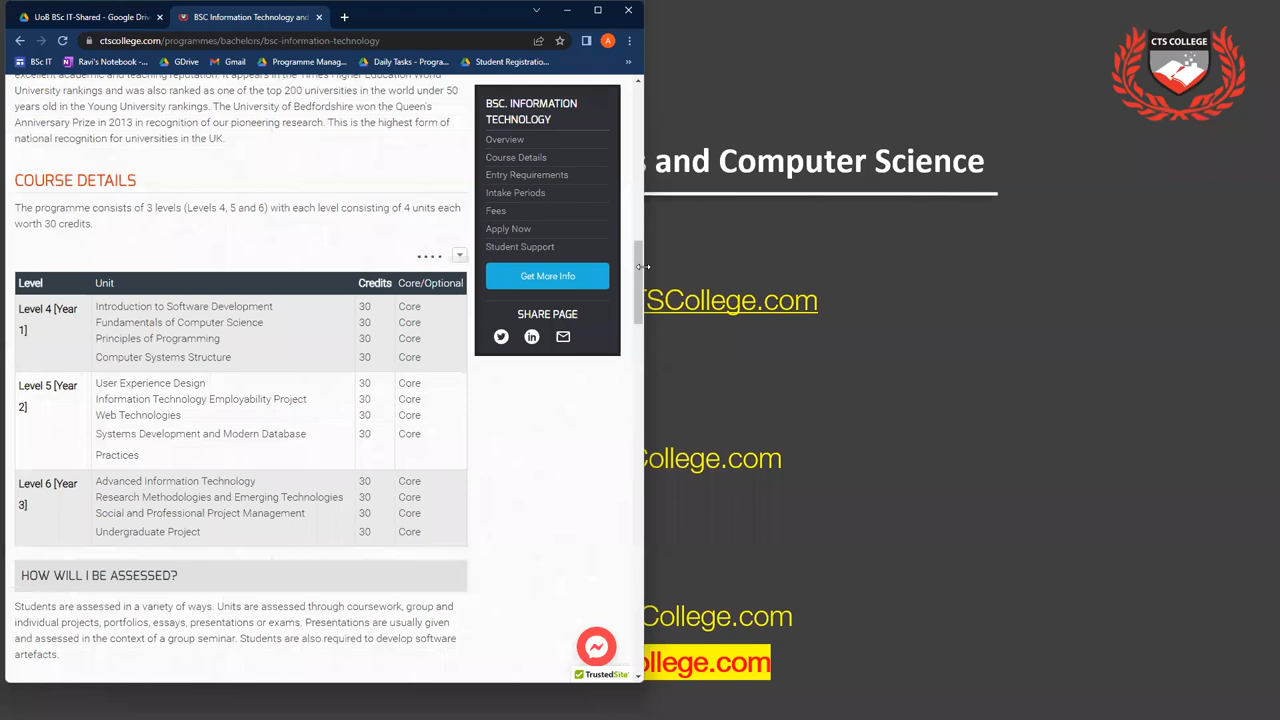 UoB BSc IT-Shared - Google Driv
BSC Information Technology and
ctscollege.com/programmes/bachelors/bsc-information-technology
BSc IT
Ravi's Notebook -...
GDrive
Gmail
Programme Manag...
Daily Tasks - Progra...
Student Registratio...
»
excellent academic and teaching reputation. It appears in the Times Higher Education World
University rankings and was also ranked as one of the top 200 universities in the world under 50
years old in the Young University rankings. The University of Bedfordshire won the Queen's
Anniversary Prize in 2013 in recognition of our pioneering research. This is the highest form of
national recognition for universities in the UK.
COURSE DETAILS
The programme consists of 3 levels (Levels 4, 5 and 6) with each level consisting of 4 units each
worth 30 credits.
Level Unit Credits Core/Optional
Level 4 [Year 1]
Introduction to Software Development 30 Core
Fundamentals of Computer Science 30 Core
Principles of Programming 30 Core
Computer Systems Structure 30 Core
Level 5 [Year 2]
User Experience Design 30 Core
Information Technology Employability Project 30 Core
Web Technologies 30 Core
Systems Development and Modern Database 30 Core
Practices
Level 6 [Year 3]
Advanced Information Technology 30 Core
Research Methodologies and Emerging Technologies 30 Core
Social and Professional Project Management 30 Core
Undergraduate Project 30 Core
HOW WILL I BE ASSESSED?
Students are assessed in a variety of ways. Units are assessed through coursework, group and
individual projects, portfolios, essays, presentations or exams. Presentations are usually given
and assessed in the context of a group seminar. Students are also required to develop software
artefacts.
BSC. INFORMATION
TECHNOLOGY
Overview
Course Details
Entry Requirements
Intake Periods
Fees
Apply Now
Student Support
Get More Info
SHARE PAGE
TrustedSite
A
CTS COLLEGE
s and Computer Science
TSCollege.com
College.com
College.com
ollege.com